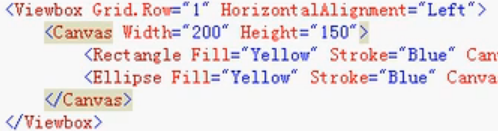 <Viewbox Grid.Row="1" HorizontalAlignment="Left">
<Canvas Width="200" Height="150">
<Rectangle Fill="Yellow" Stroke="Blue" Can
<Ellipse Fill="Yellow" Stroke="Blue" Canva
</Canvas>
</Viewbox>